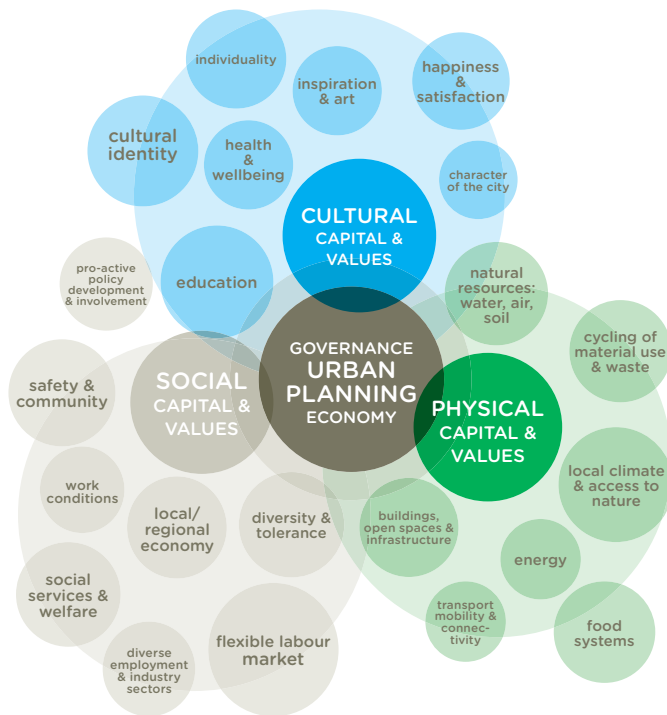 individuality
inspiration
& art
happiness
&
satisfaction
cultural
identity
health
&
wellbeing
character
of the city
CULTURAL
CAPITAL &
VALUES
education
pro-active
policy
development
& involvement
natural
resources:
water, air,
soil
cycling of
material use
& waste
GOVERNANCE
URBAN
PLANNING
ECONOMY
SOCIAL
CAPITAL &
VALUES
safety &
community
PHYSICAL
CAPITAL &
VALUES
work
conditions
local/
regional
economy
diversity &
tolerance
buildings,
open spaces &
infrastructure
local climate
& access to
nature
energy
social
services &
welfare
transport
mobility &
connec-
tivity
food
systems
diverse
employment
& industry
sectors
flexible labour
market